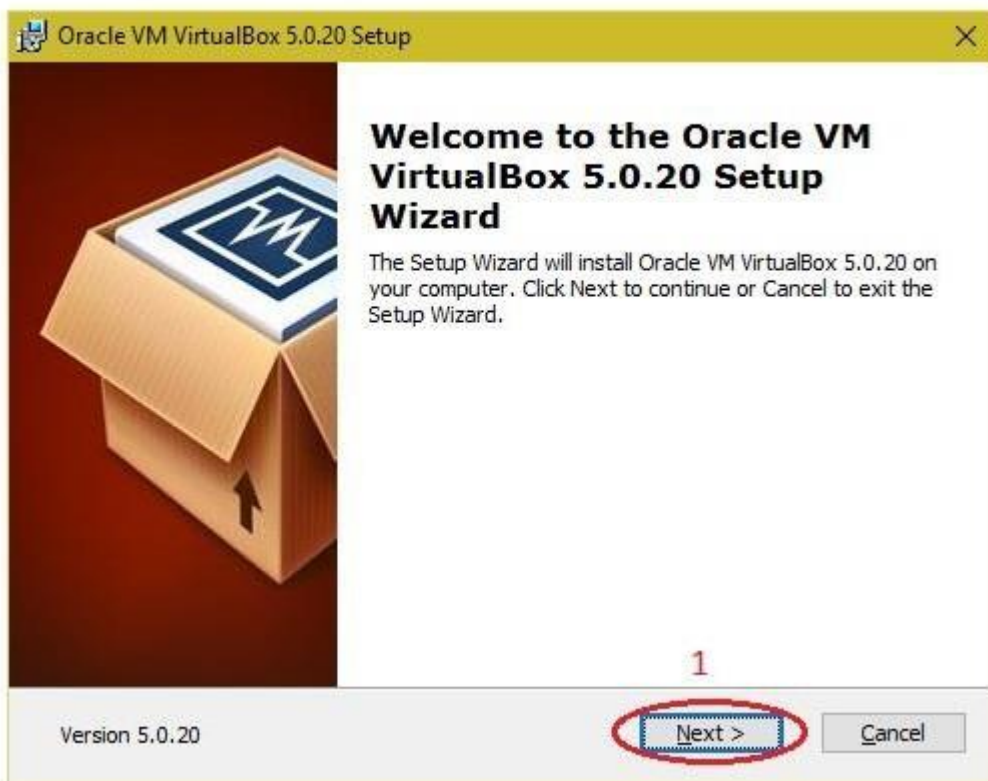 Oracle VM VirtualBox 5.0.20 Setup
Welcome to the Oracle VM
VirtualBox 5.0.20 Setup
Wizard
The Setup Wizard will install Oracle VM VirtualBox 5.0.20 on
your computer. Click Next to continue or Cancel to exit the
Setup Wizard.
1
Version 5.0.20
Next >
Cancel